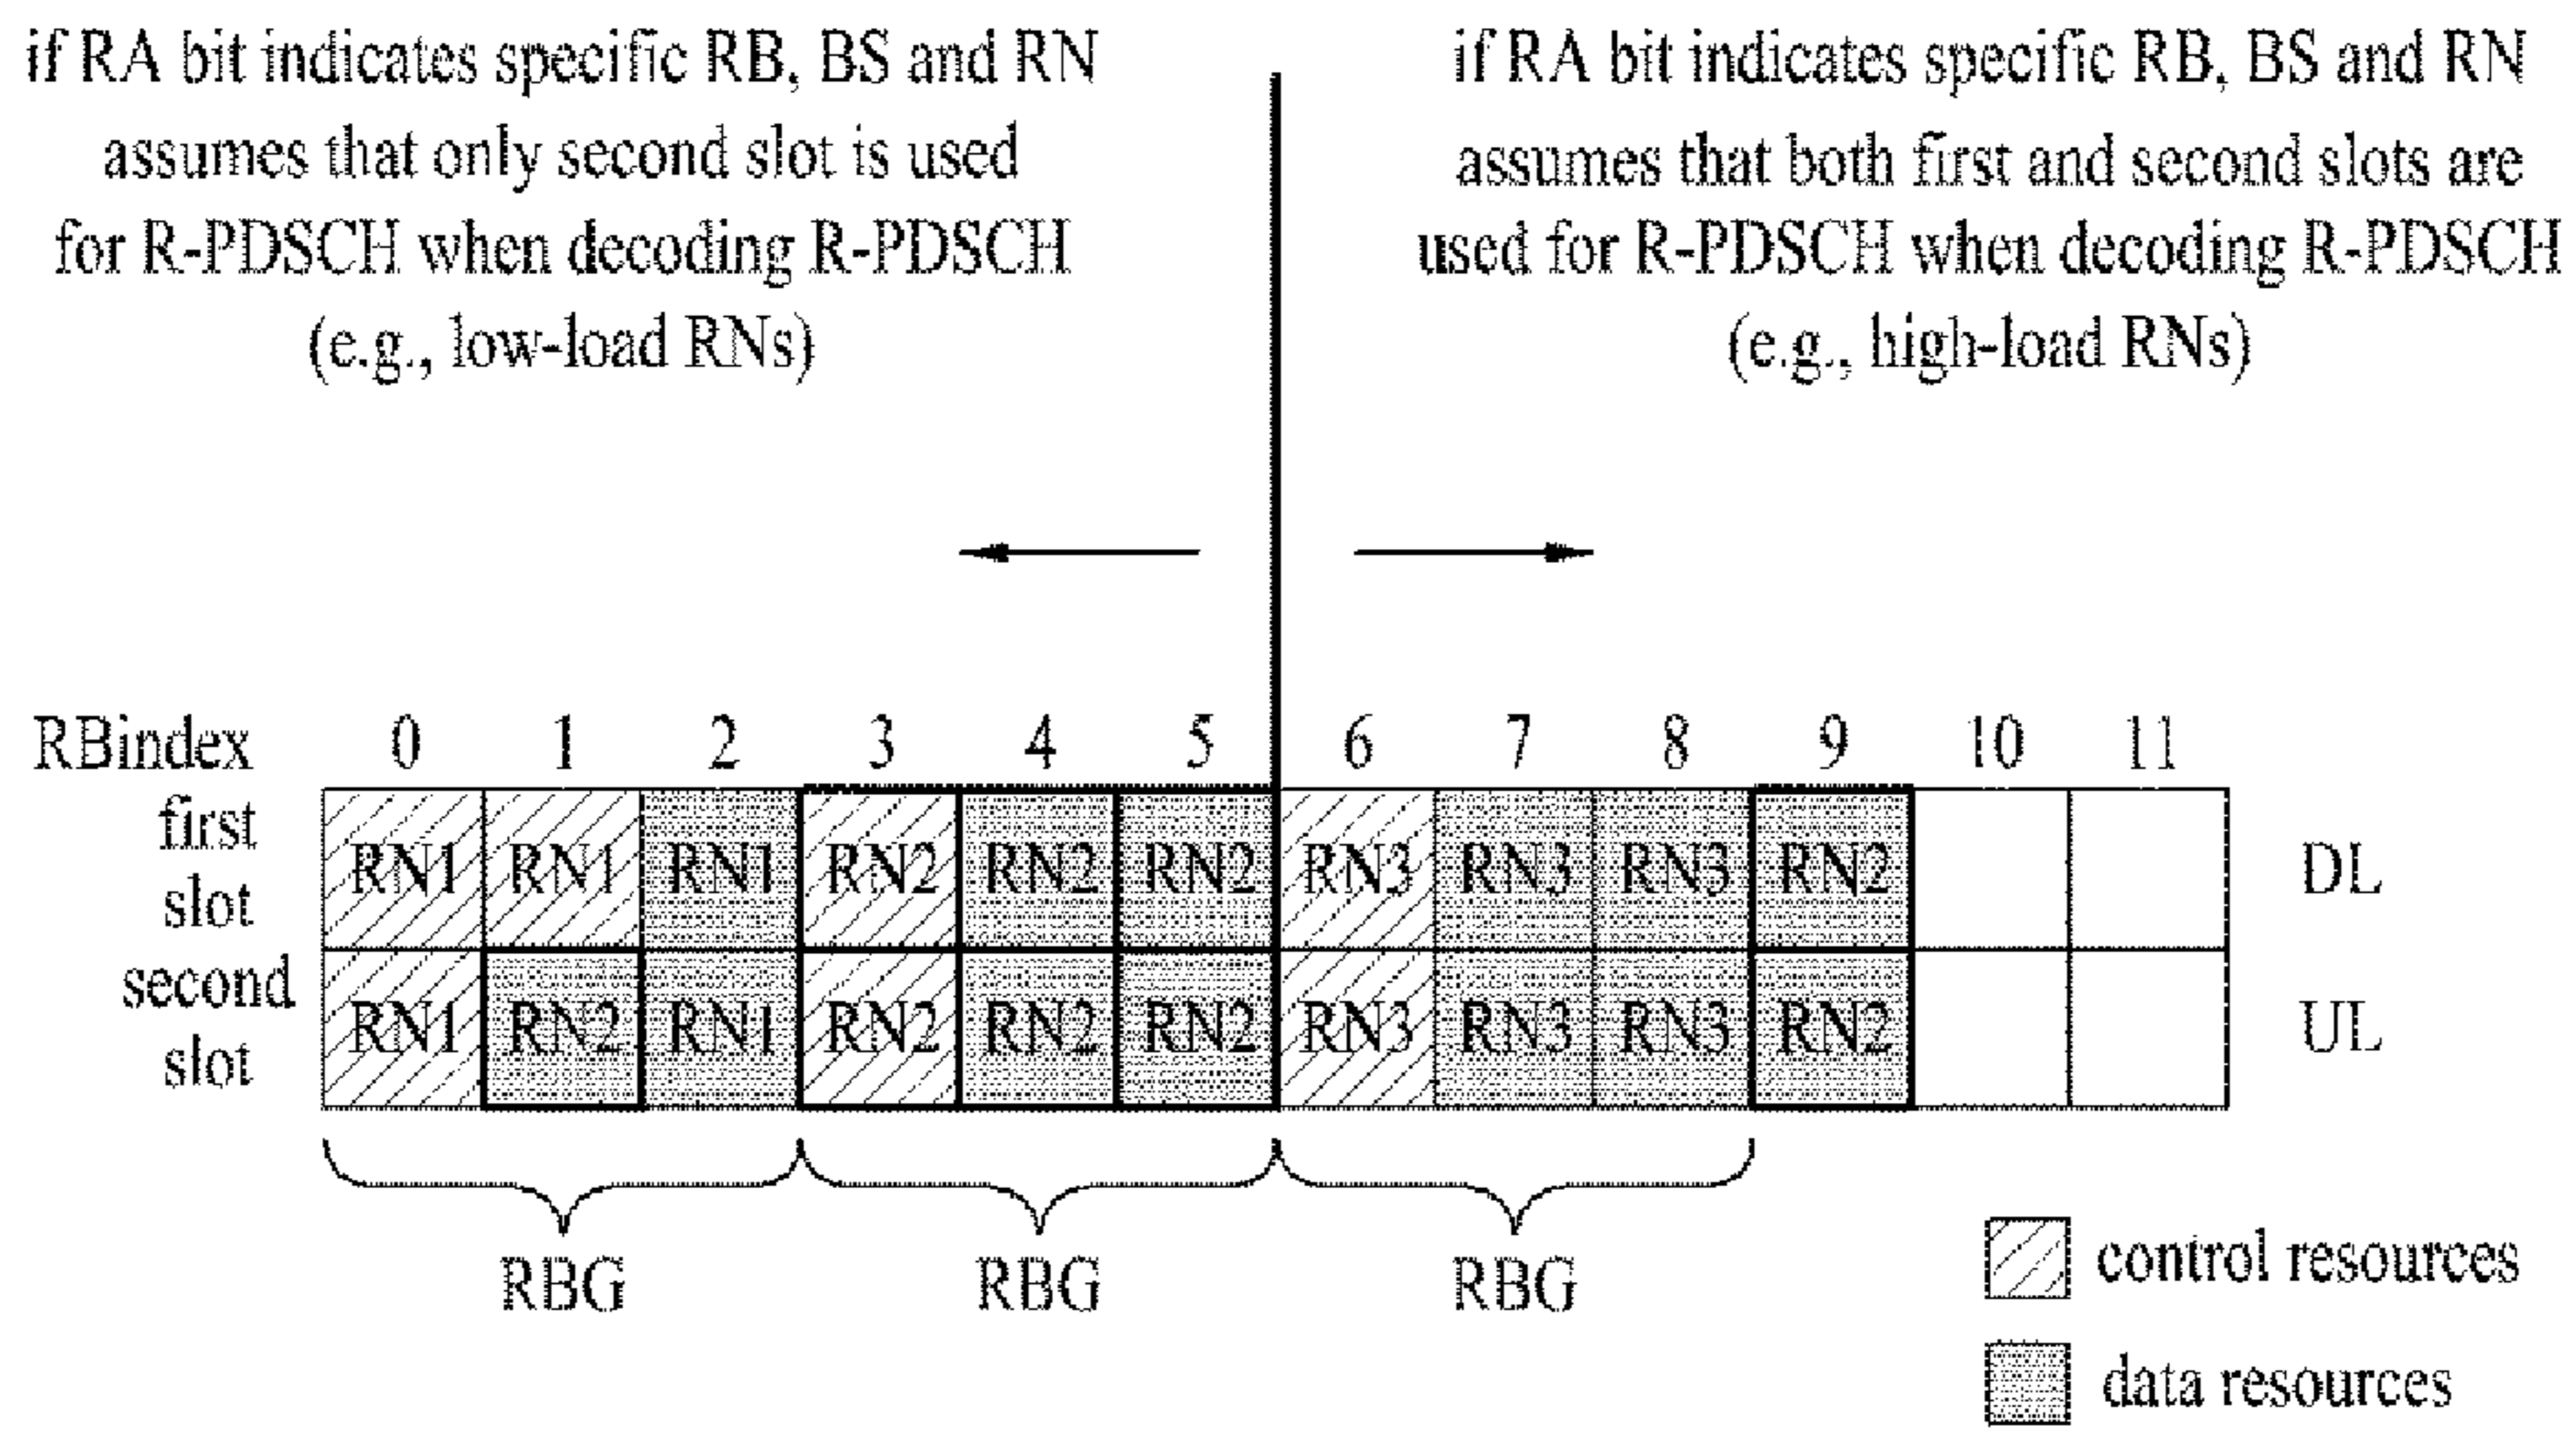 if RA bit indicates specific RB, BS and RN
assumes that only second slot is used
for R-PDSCH when decoding R-PDSCH
(e.g., low-load RNs)
if RA bit indicates specific RB, BS and RN
assumes that both first and second slots are
used for R-PDSCH when decoding R-PDSCH
(e.g., high-load RNs)
RBindex 0 1 2 3 4 5 6 7 8 9 10 11
first
slot
RN1 RN1 RN1 RN2 RN2 RN2 RN3 RN3 RN3 RN2 DL
second
slot
RN1 RN2 RN1 RN2 RN2 RN2 RN3 RN3 RN3 RN2 UL
RBG RBG RBG
control resources
data resources